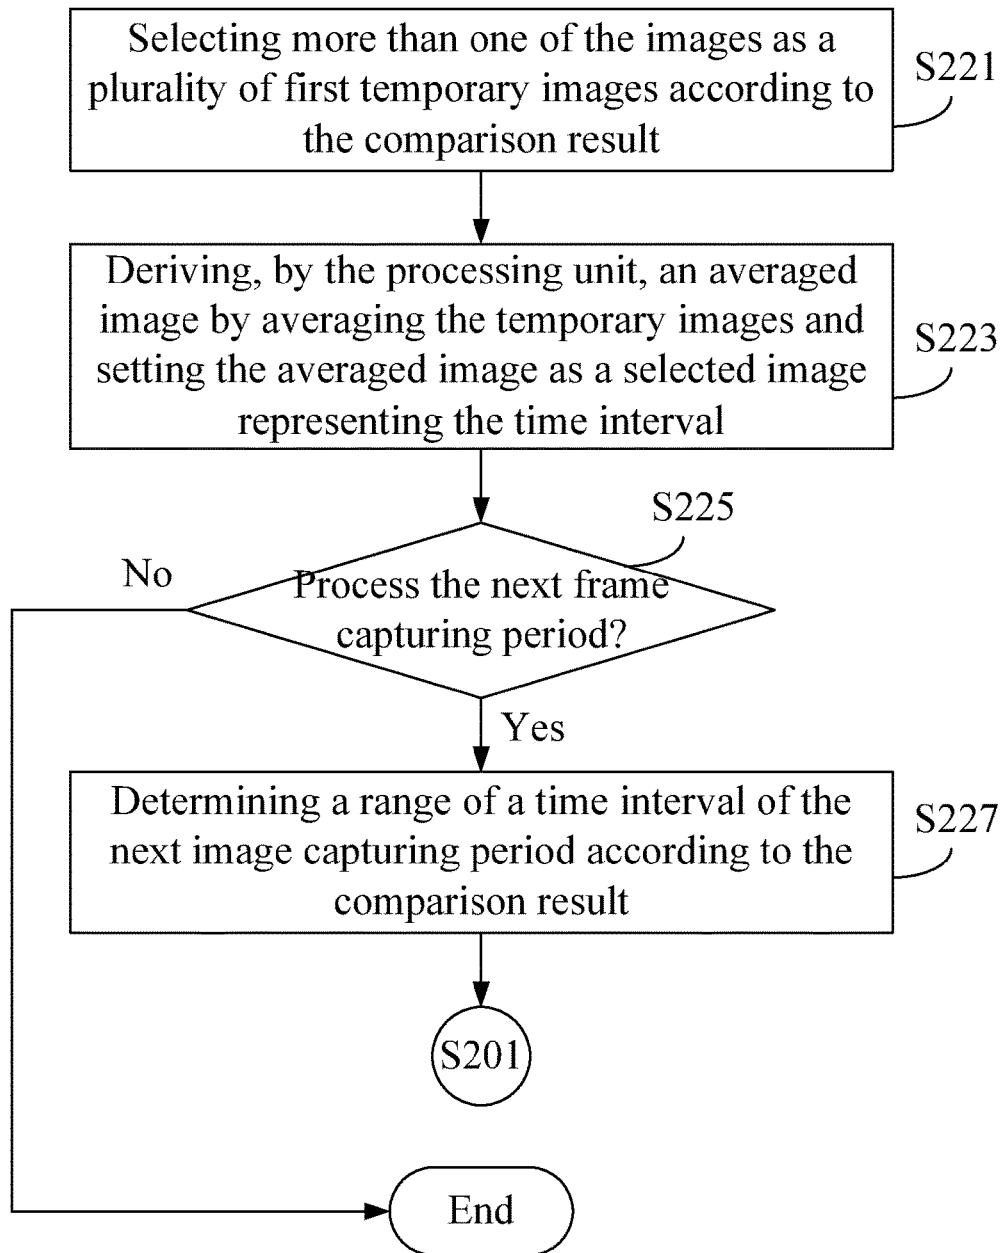 Selecting more than one of the images as a
plurality of first temporary images according to
the comparison result
S221
Deriving, by the processing unit, an averaged
image by averaging the temporary images and
setting the averaged image as a selected image
representing the time interval
S223
S225
No
Process the next frame
capturing period?
Yes
Determining a range of a time interval of the
next image capturing period according to the
comparison result
S227
S201
End